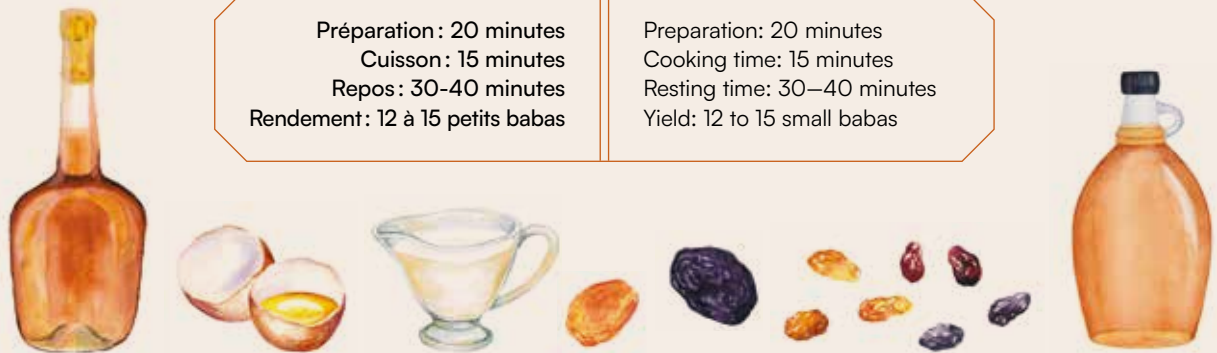 Préparation : 20 minutes
Cuisson : 15 minutes
Repos : 30-40 minutes
Rendement : 12 à 15 petits babas
Preparation: 20 minutes
Cooking time: 15 minutes
Resting time: 30–40 minutes
Yield: 12 to 15 small babas